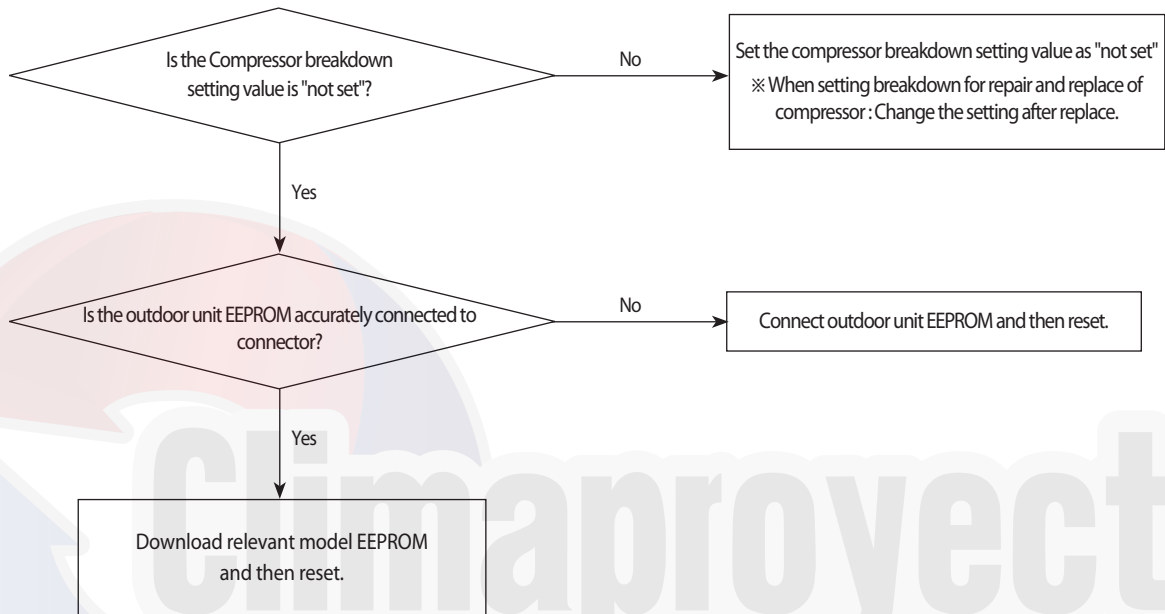 Is the Compressor breakdown
setting value is "not set"?
No
Set the compressor breakdown setting value as "not set"
※ When setting breakdown for repair and replace of
compressor : Change the setting after replace.
Yes
Is the outdoor unit EEPROM accurately connected to
connector?
No
Connect outdoor unit EEPROM and then reset.
Yes
Download relevant model EEPROM
and then reset.
Climaproyect